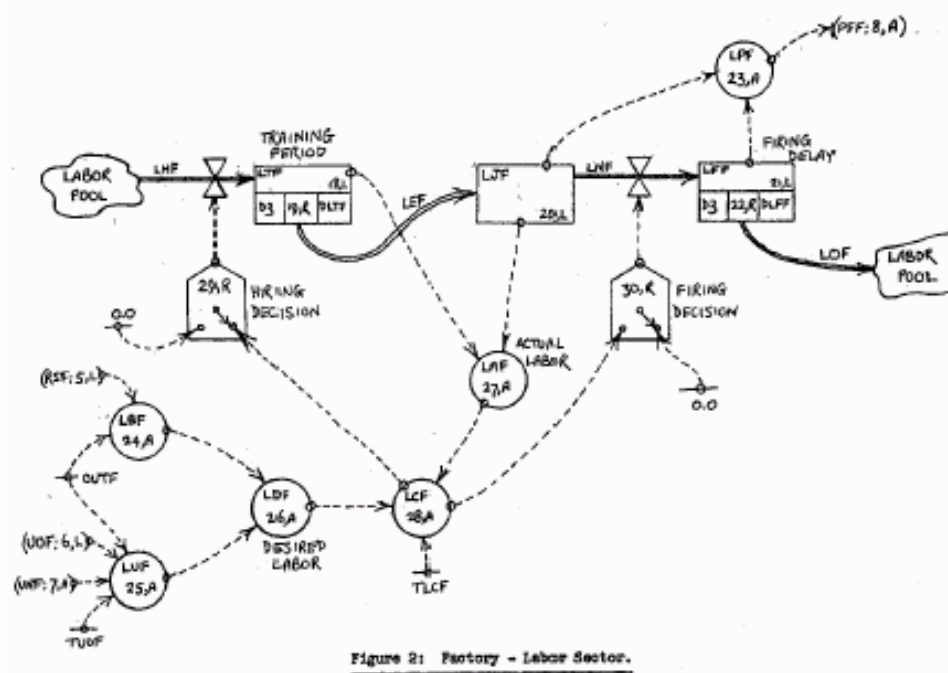 (PFF: 8, A)
LPF
23, A
TRAINING
PERIOD
FIRING
DELAY
LABOR
POOL
LHF
LTF
18, L
D3
19, R
DLTF
LEF
LJF
20, L
LNF
LFF
21, L
D3
22, R
DLFF
LOF
LABOR
POOL
29, R
HIRING
DECISION
30, R
FIRING
DECISION
0.0
ACTUAL
LABOR
LAF
27, A
0.0
(RSF: 5, L)
LBF
24, A
OUTF
LDF
26, A
DESIRED
LABOR
LCF
28, A
(UOF: 6, L)
(UNF: 7, A)
LUF
25, A
TUOF
TLCF
Figure 2: Factory - Labor Sector.